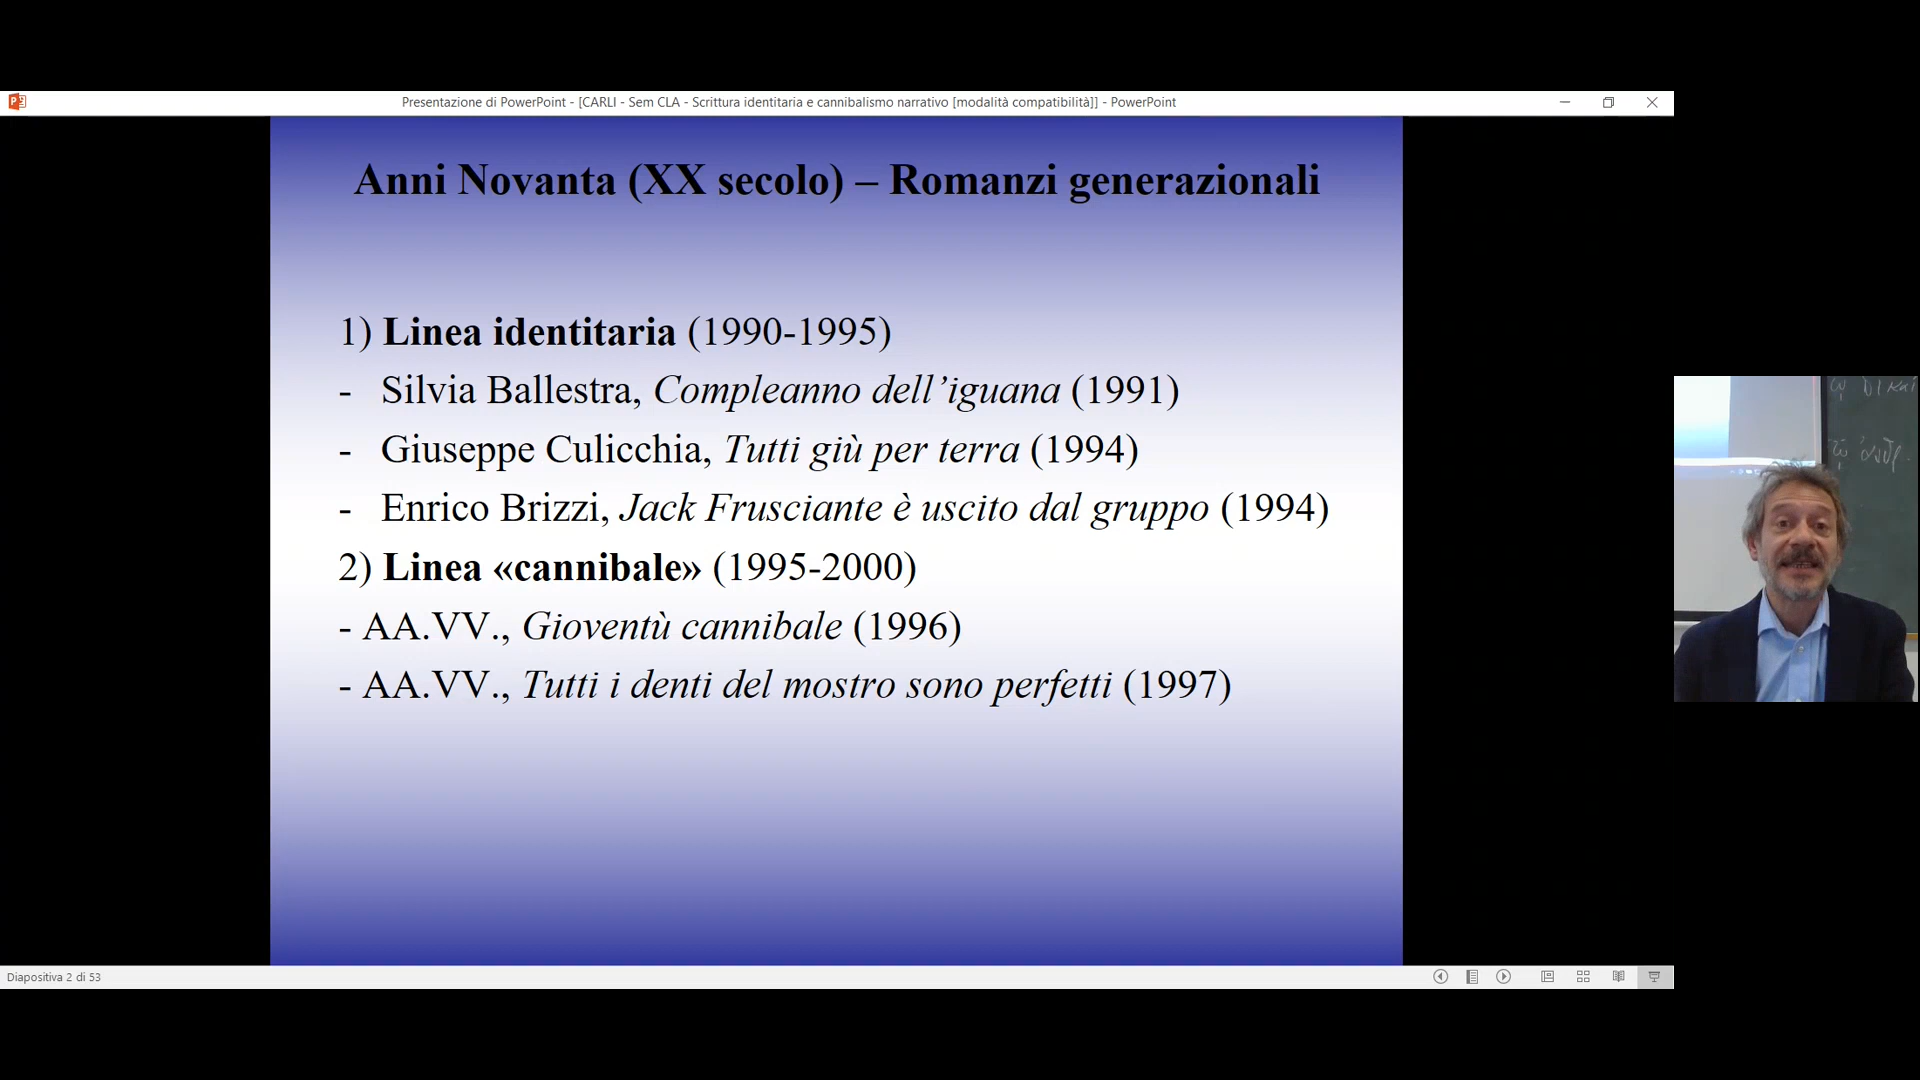 Presentazione di PowerPoint - [CARLI - Sem CLA - Scrittura identitaria e cannibalismo narrativo [modalità compatibilità]] - PowerPoint
Anni Novanta (XX secolo) – Romanzi generazionali
1) Linea identitaria (1990-1995)
- Silvia Ballestra, Compleanno dell’iguana (1991)
- Giuseppe Culicchia, Tutti giù per terra (1994)
- Enrico Brizzi, Jack Frusciante è uscito dal gruppo (1994)
2) Linea «cannibale» (1995-2000)
- AA.VV., Gioventù cannibale (1996)
- AA.VV., Tutti i denti del mostro sono perfetti (1997)
Diapositiva 2 di 53